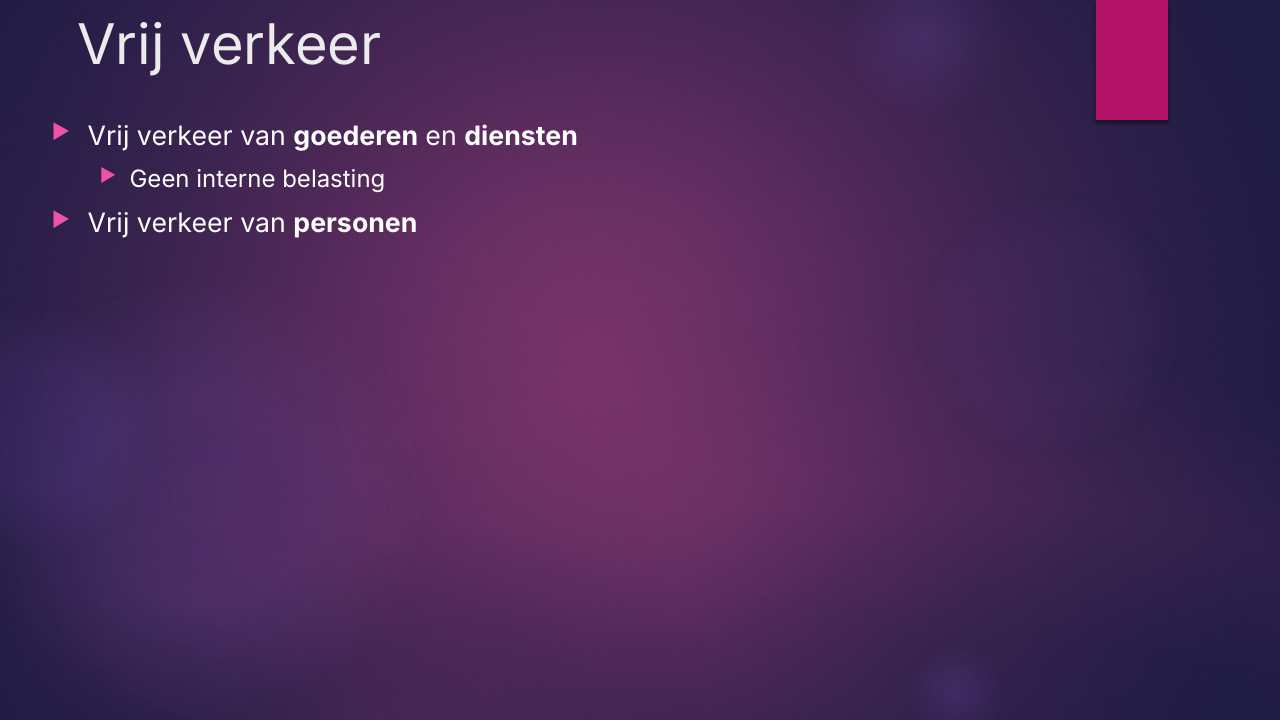 Vrij verkeer
Vrij verkeer van goederen en diensten
Geen interne belasting
Vrij verkeer van personen